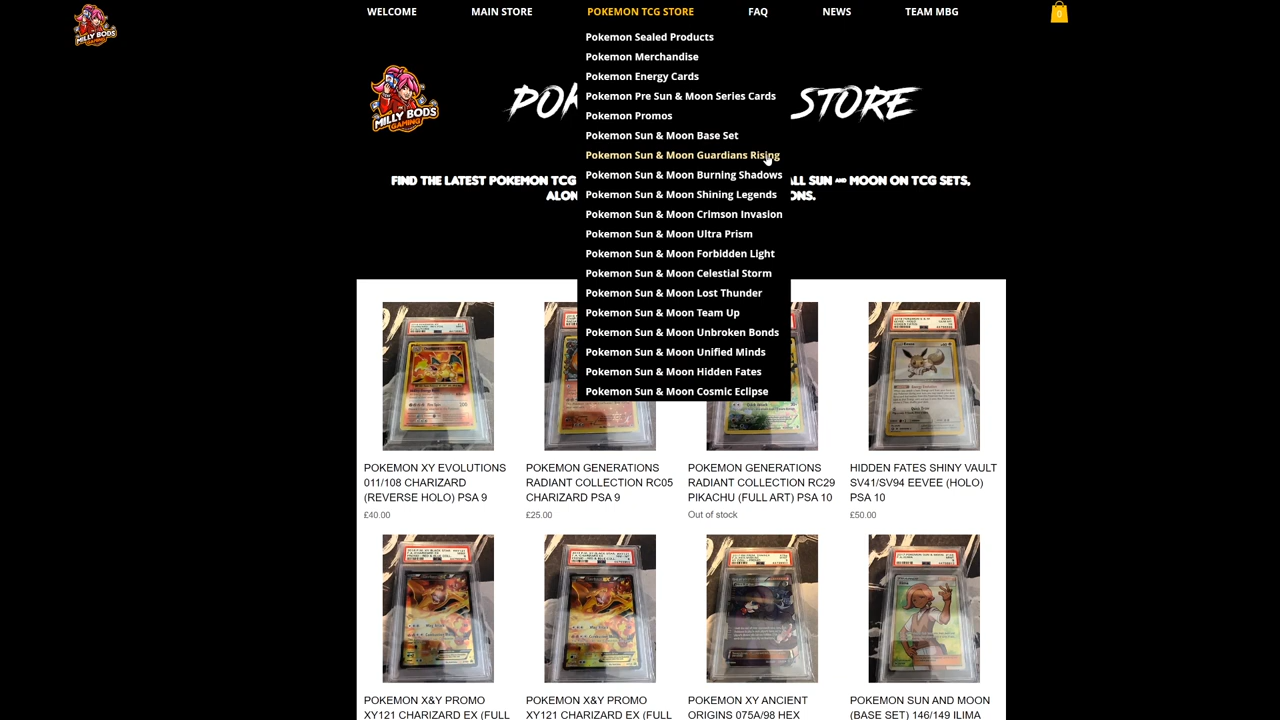 WELCOME MAIN STORE POKEMON TCG STORE FAQ NEWS TEAM MBG 0
MILLY BODS
GAMING
Pokemon Sealed Products
Pokemon Merchandise
Pokemon Energy Cards
Pokemon Pre Sun & Moon Series Cards
Pokemon Promos
Pokemon Sun & Moon Base Set
Pokemon Sun & Moon Guardians Rising
Pokemon Sun & Moon Burning Shadows
Pokemon Sun & Moon Shining Legends
Pokemon Sun & Moon Crimson Invasion
Pokemon Sun & Moon Ultra Prism
Pokemon Sun & Moon Forbidden Light
Pokemon Sun & Moon Celestial Storm
Pokemon Sun & Moon Lost Thunder
Pokemon Sun & Moon Team Up
Pokemon Sun & Moon Unbroken Bonds
Pokemon Sun & Moon Unified Minds
Pokemon Sun & Moon Hidden Fates
Pokemon Sun & Moon Cosmic Eclipse
MILLY BODS
GAMING
POK STORE
FIND THE LATEST POKEMON TCG ALL SUN AND MOON ON TCG SETS,
ALON ONS.
POKEMON XY EVOLUTIONS
011/108 CHARIZARD
(REVERSE HOLO) PSA 9
£40.00
POKEMON GENERATIONS
RADIANT COLLECTION RC05
CHARIZARD PSA 9
£25.00
POKEMON GENERATIONS
RADIANT COLLECTION RC29
PIKACHU (FULL ART) PSA 10
Out of stock
HIDDEN FATES SHINY VAULT
SV41/SV94 EEVEE (HOLO)
PSA 10
£50.00
POKEMON X&Y PROMO
XY121 CHARIZARD EX (FULL
POKEMON X&Y PROMO
XY121 CHARIZARD EX (FULL
POKEMON XY ANCIENT
ORIGINS 075A/98 HEX
POKEMON SUN AND MOON
(BASE SET) 146/149 ILIMA